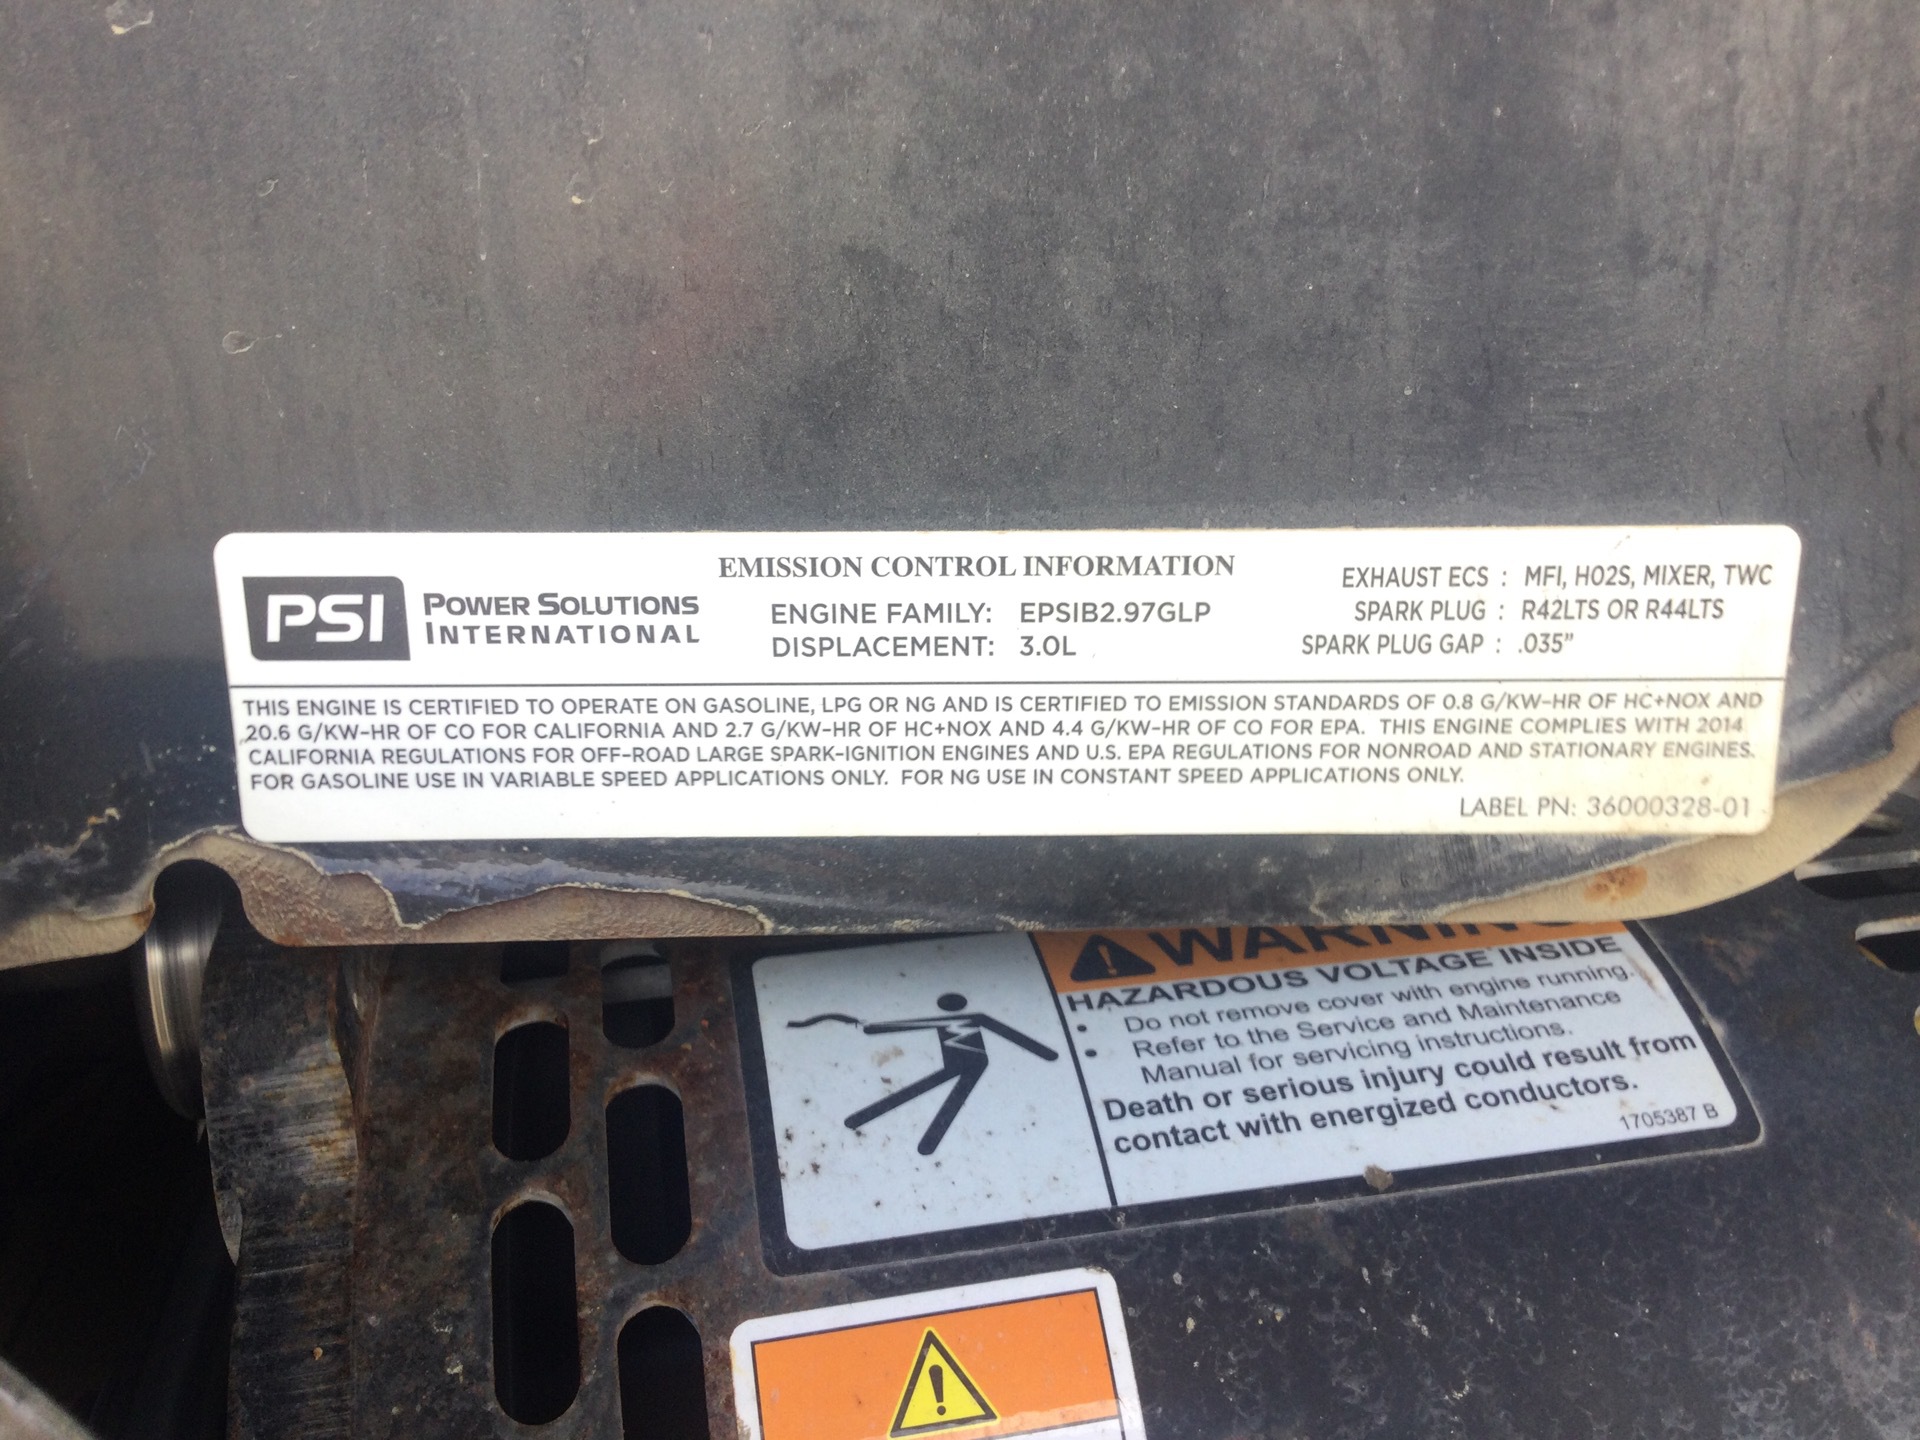 PSI
POWER SOLUTIONS
INTERNATIONAL
EMISSION CONTROL INFORMATION
ENGINE FAMILY: EPSIB2.97GLP
DISPLACEMENT: 3.0L
EXHAUST ECS : MFI, HO2S, MIXER, TWC
SPARK PLUG : R42LTS OR R44LTS
SPARK PLUG GAP : .035”
THIS ENGINE IS CERTIFIED TO OPERATE ON GASOLINE, LPG OR NG AND IS CERTIFIED TO EMISSION STANDARDS OF 0.8 G/KW-HR OF HC+NOX AND
20.6 G/KW-HR OF CO FOR CALIFORNIA AND 2.7 G/KW-HR OF HC+NOX AND 4.4 G/KW-HR OF CO FOR EPA. THIS ENGINE COMPLIES WITH 2014
CALIFORNIA REGULATIONS FOR OFF-ROAD LARGE SPARK-IGNITION ENGINES AND U.S. EPA REGULATIONS FOR NONROAD AND STATIONARY ENGINES.
FOR GASOLINE USE IN VARIABLE SPEED APPLICATIONS ONLY. FOR NG USE IN CONSTANT SPEED APPLICATIONS ONLY.
LABEL PN: 36000328-01
WARNING
HAZARDOUS VOLTAGE INSIDE
• Do not remove cover with engine running.
• Refer to the Service and Maintenance
Manual for servicing instructions.
Death or serious injury could result from
contact with energized conductors.
1705387 B